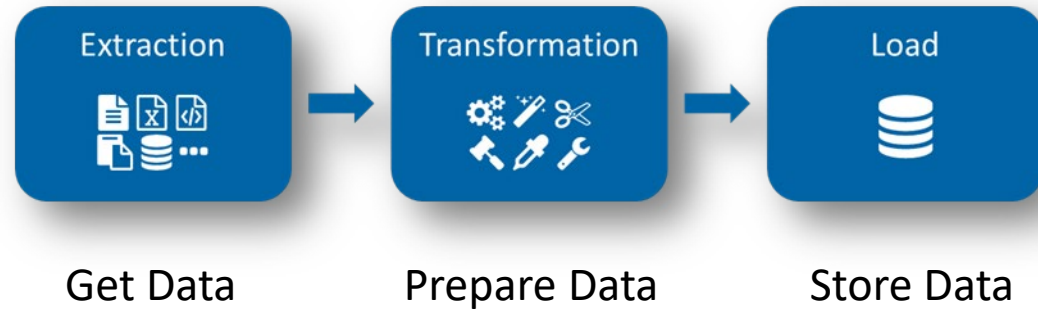 Extraction
Transformation
Load
Get Data
Prepare Data
Store Data